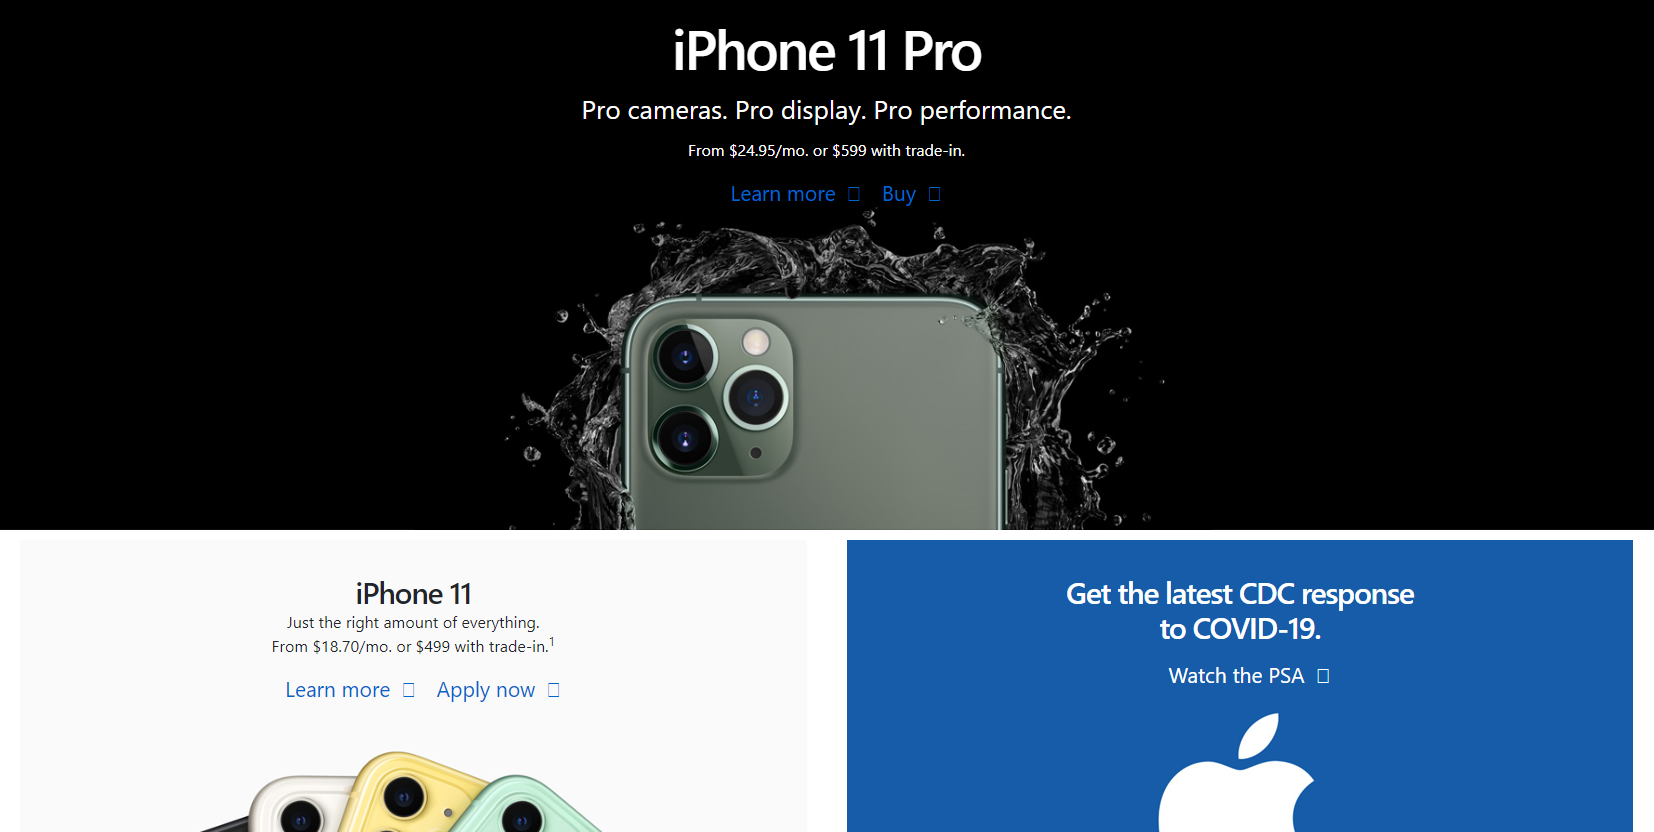 iPhone 11 Pro
Pro cameras. Pro display. Pro performance.
From $24.95/mo. or $599 with trade-in.
Learn more Buy
iPhone 11
Just the right amount of everything.
From $18.70/mo. or $499 with trade-in.1
Learn more Apply now
Get the latest CDC response
to COVID-19.
Watch the PSA